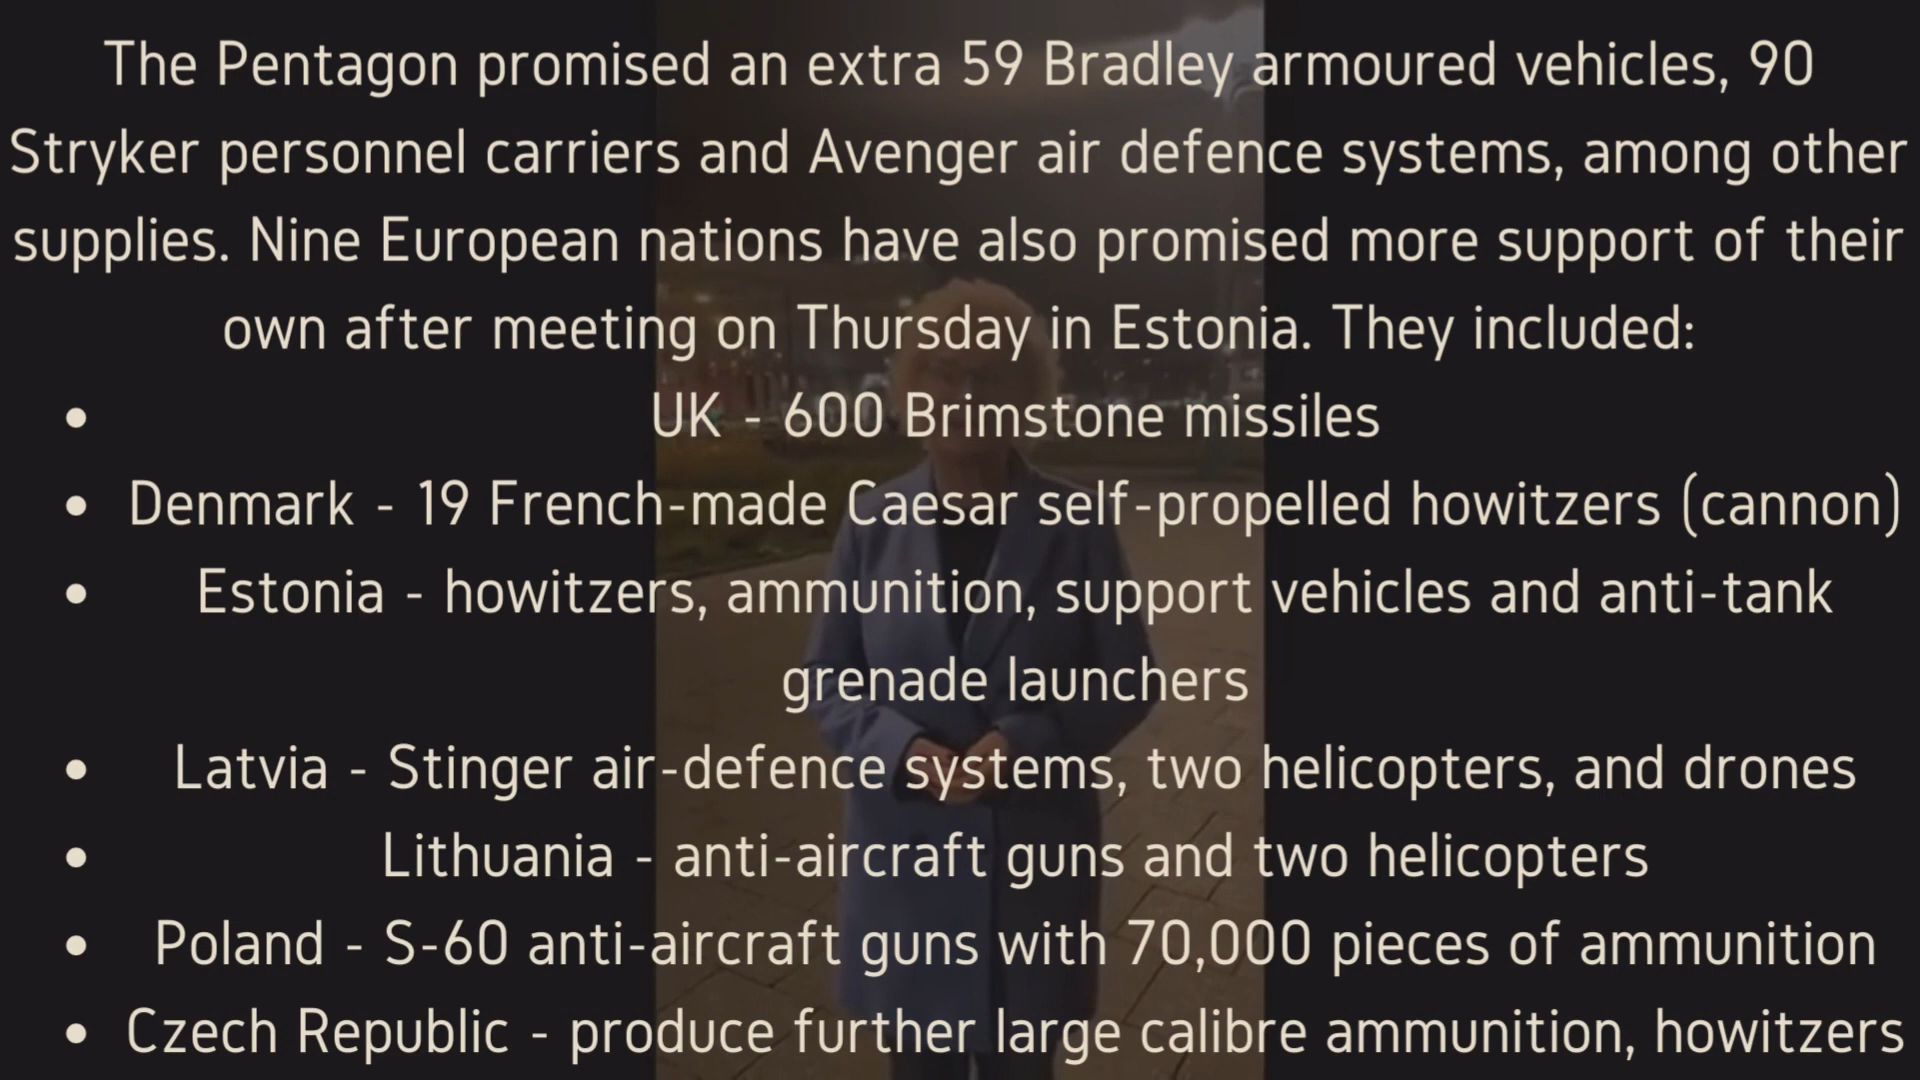 The Pentagon promised an extra 59 Bradley armoured vehicles, 90
Stryker personnel carriers and Avenger air defence systems, among other
supplies. Nine European nations have also promised more support of their
own after meeting on Thursday in Estonia. They included:
• UK - 600 Brimstone missiles
• Denmark - 19 French-made Caesar self-propelled howitzers (cannon)
• Estonia - howitzers, ammunition, support vehicles and anti-tank
grenade launchers
• Latvia - Stinger air-defence systems, two helicopters, and drones
• Lithuania - anti-aircraft guns and two helicopters
• Poland - S-60 anti-aircraft guns with 70,000 pieces of ammunition
• Czech Republic - produce further large calibre ammunition, howitzers